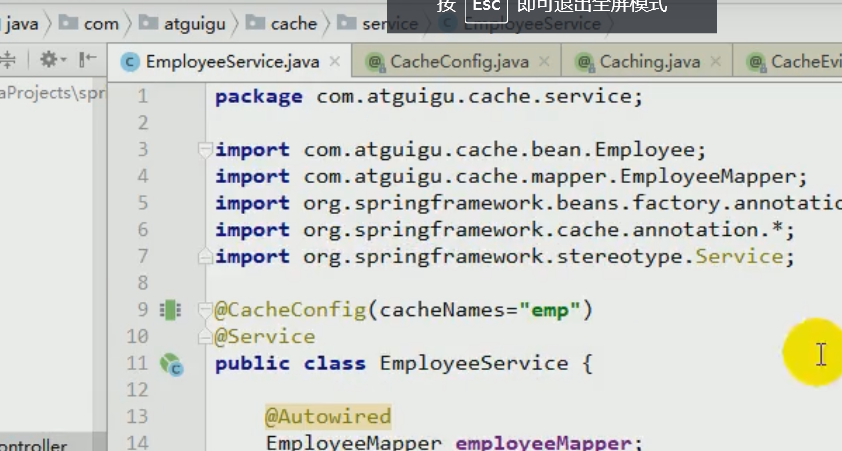 按 Esc 即可退出全屏模式
java com atguigu cache service EmployeeService
EmployeeService.java CacheConfig.java Caching.java CacheEvi
aProjects\spr
1 package com.atguigu.cache.service;
2
3 import com.atguigu.cache.bean.Employee;
4 import com.atguigu.cache.mapper.EmployeeMapper;
5 import org.springframework.beans.factory.annotatio
6 import org.springframework.cache.annotation.*;
7 import org.springframework.stereotype.Service;
8
9 @CacheConfig(cacheNames="emp")
10 @Service
11 public class EmployeeService {
12
13 @Autowired
14 EmployeeMapper employeeMapper;
ontroller